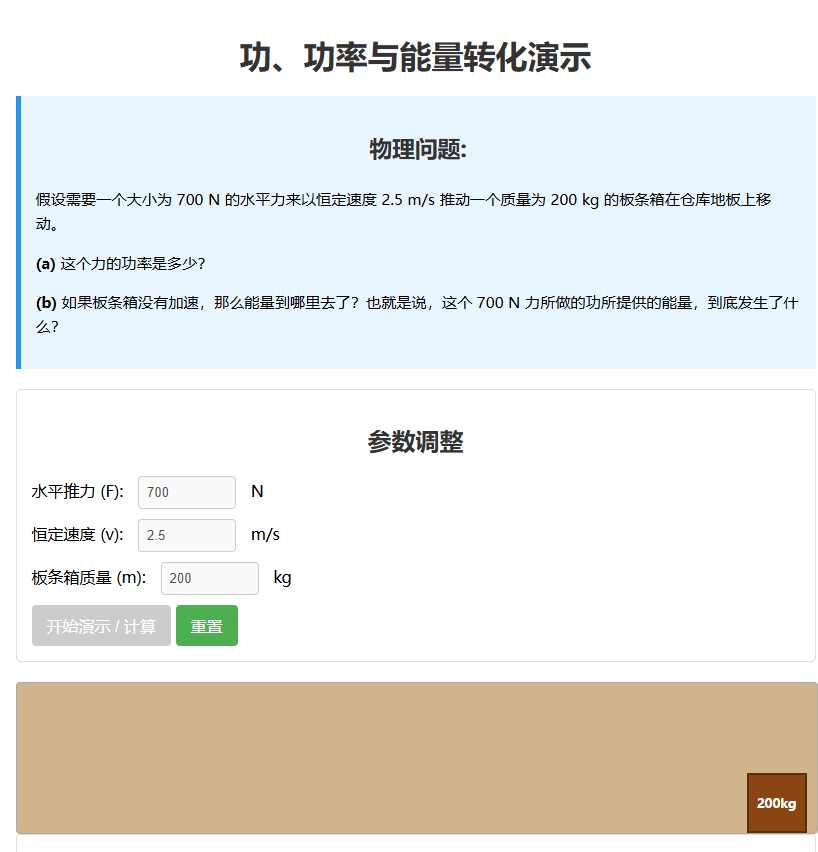 功、功率与能量转化演示
物理问题:
假设需要一个大小为 700 N 的水平力来以恒定速度 2.5 m/s 推动一个质量为 200 kg 的板条箱在仓库地板上移
动。
(a) 这个力的功率是多少？
(b) 如果板条箱没有加速，那么能量到哪里去了？也就是说，这个 700 N 力所做的功所提供的能量，到底发生了什
么？
参数调整
水平推力 (F): 700 N
恒定速度 (v): 2.5 m/s
板条箱质量 (m): 200 kg
开始演示 / 计算 重置
200kg